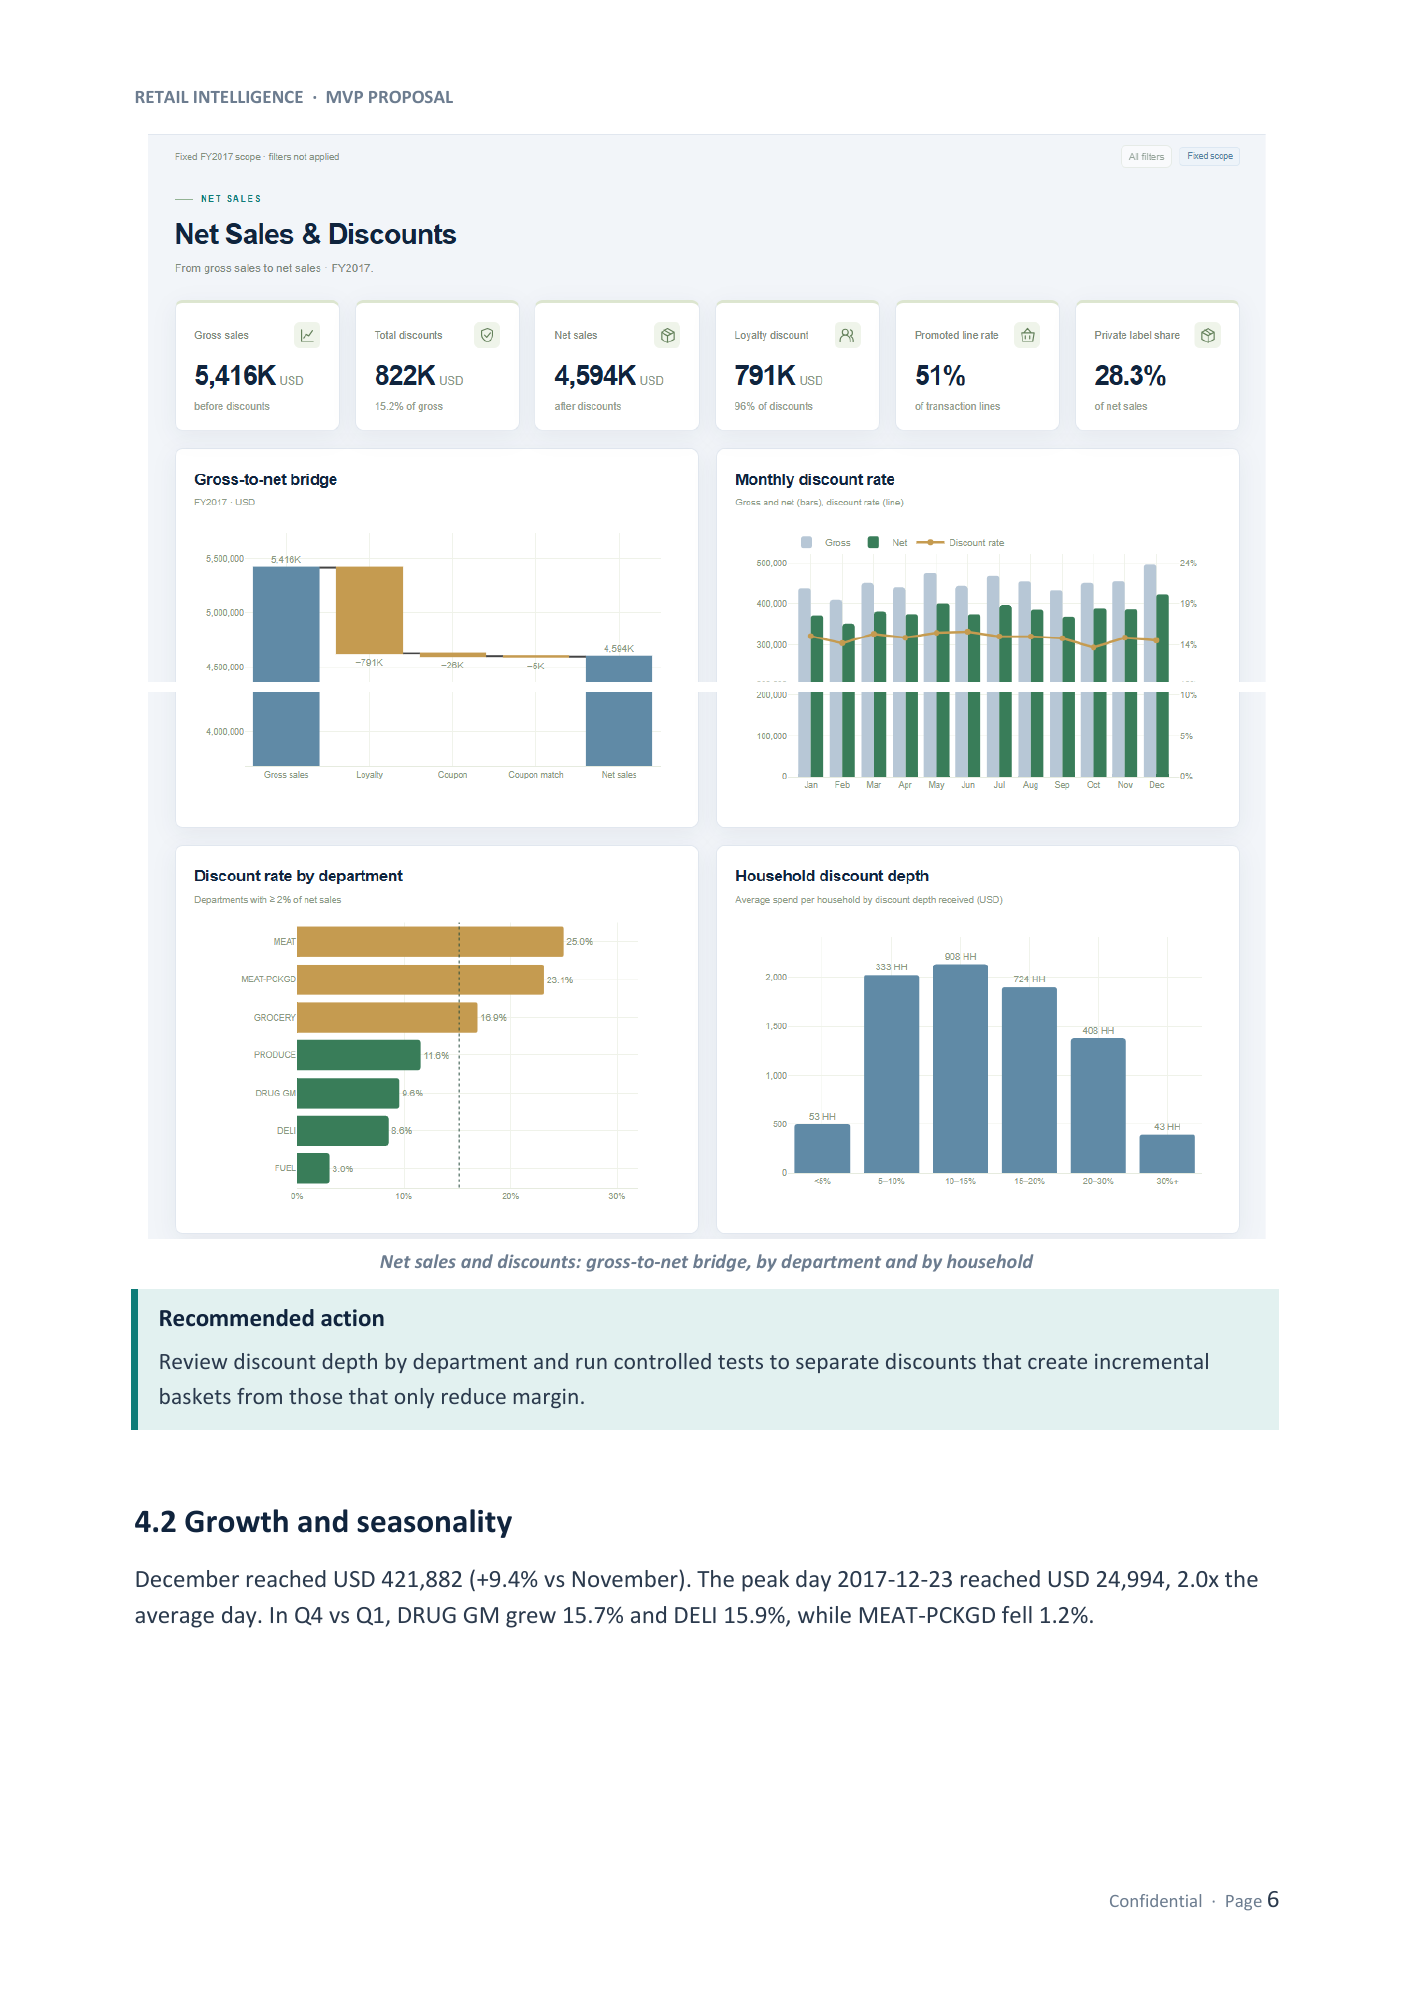 RETAIL INTELLIGENCE · MVP PROPOSAL
Fixed FY2017 scope · filters not applied
All filters
Fixed scope
NET SALES
Net Sales & Discounts
From gross sales to net sales · FY2017.
Gross sales
5,416K USD
before discounts
Total discounts
822K USD
15.2% of gross
Net sales
4,594K USD
after discounts
Loyalty discount
791K USD
96% of discounts
Promoted line rate
51%
of transaction lines
Private label share
28.3%
of net sales
Gross-to-net bridge
FY2017 · USD
5,500,000
5,000,000
4,500,000
4,000,000
5,416K
−791K
−26K
−5K
4,594K
Gross sales Loyalty Coupon Coupon match Net sales
Monthly discount rate
Gross and net (bars), discount rate (line)
Gross Net Discount rate
500,000 24%
400,000 19%
300,000 14%
200,000 10%
100,000 5%
0 0%
Jan Feb Mar Apr May Jun Jul Aug Sep Oct Nov Dec
Discount rate by department
Departments with ≥ 2% of net sales
MEAT 25.0%
MEAT-PCKGD 23.1%
GROCERY 16.9%
PRODUCE 11.6%
DRUG GM 9.6%
DELI 8.6%
FUEL 3.0%
0% 10% 20% 30%
Household discount depth
Average spend per household by discount depth received (USD)
2,000
1,500
1,000
500
0
53 HH
333 HH
908 HH
724 HH
408 HH
43 HH
<5% 5–10% 10–15% 15–20% 20–30% 30%+
Net sales and discounts: gross-to-net bridge, by department and by household
Recommended action
Review discount depth by department and run controlled tests to separate discounts that create incremental
baskets from those that only reduce margin.
4.2 Growth and seasonality
December reached USD 421,882 (+9.4% vs November). The peak day 2017-12-23 reached USD 24,994, 2.0x the
average day. In Q4 vs Q1, DRUG GM grew 15.7% and DELI 15.9%, while MEAT-PCKGD fell 1.2%.
Confidential · Page 6